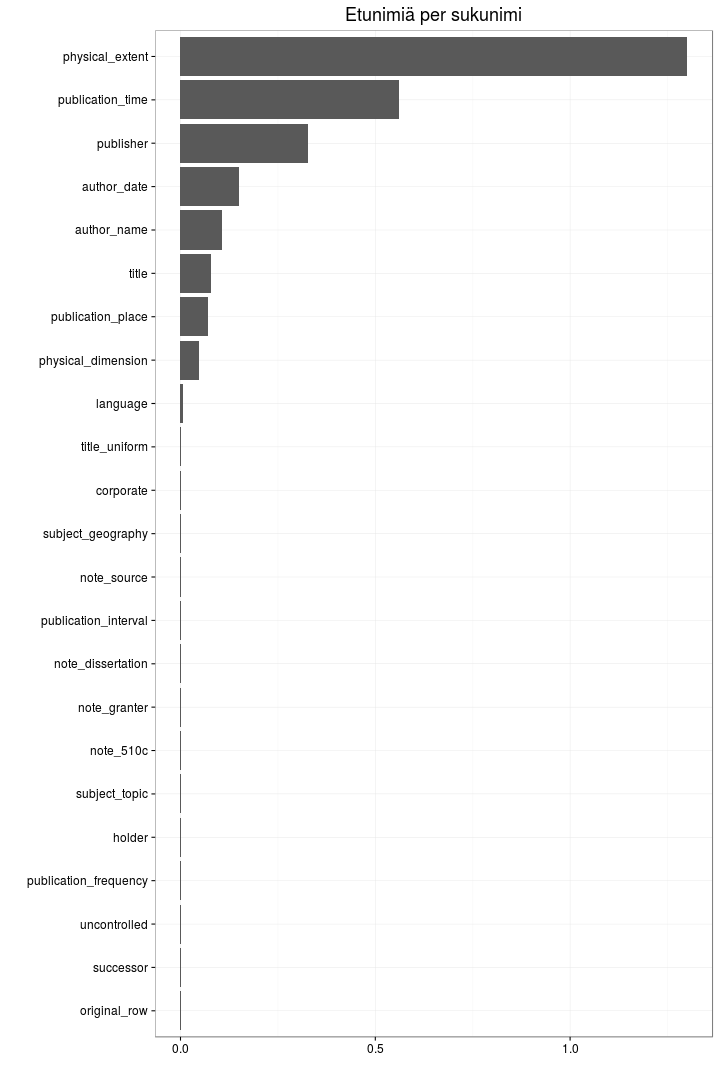 Etunimiä per sukunimi
physical_extent
publication_time
publisher
author_date
author_name
title
publication_place
physical_dimension
language
title_uniform
corporate
subject_geography
note_source
publication_interval
note_dissertation
note_granter
note_510c
subject_topic
holder
publication_frequency
uncontrolled
successor
original_row
0.0 0.5 1.0